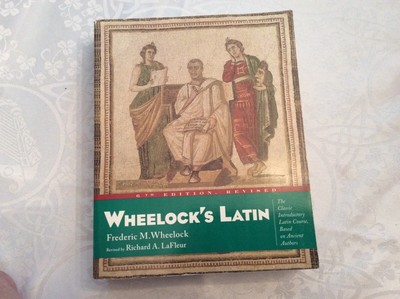 6TH EDITION, REVISED
WHEELOCK'S LATIN
Frederic M. Wheelock
Revised by Richard A. LaFleur
The
Classic
Introductory
Latin Course,
Based
on Ancient
Authors